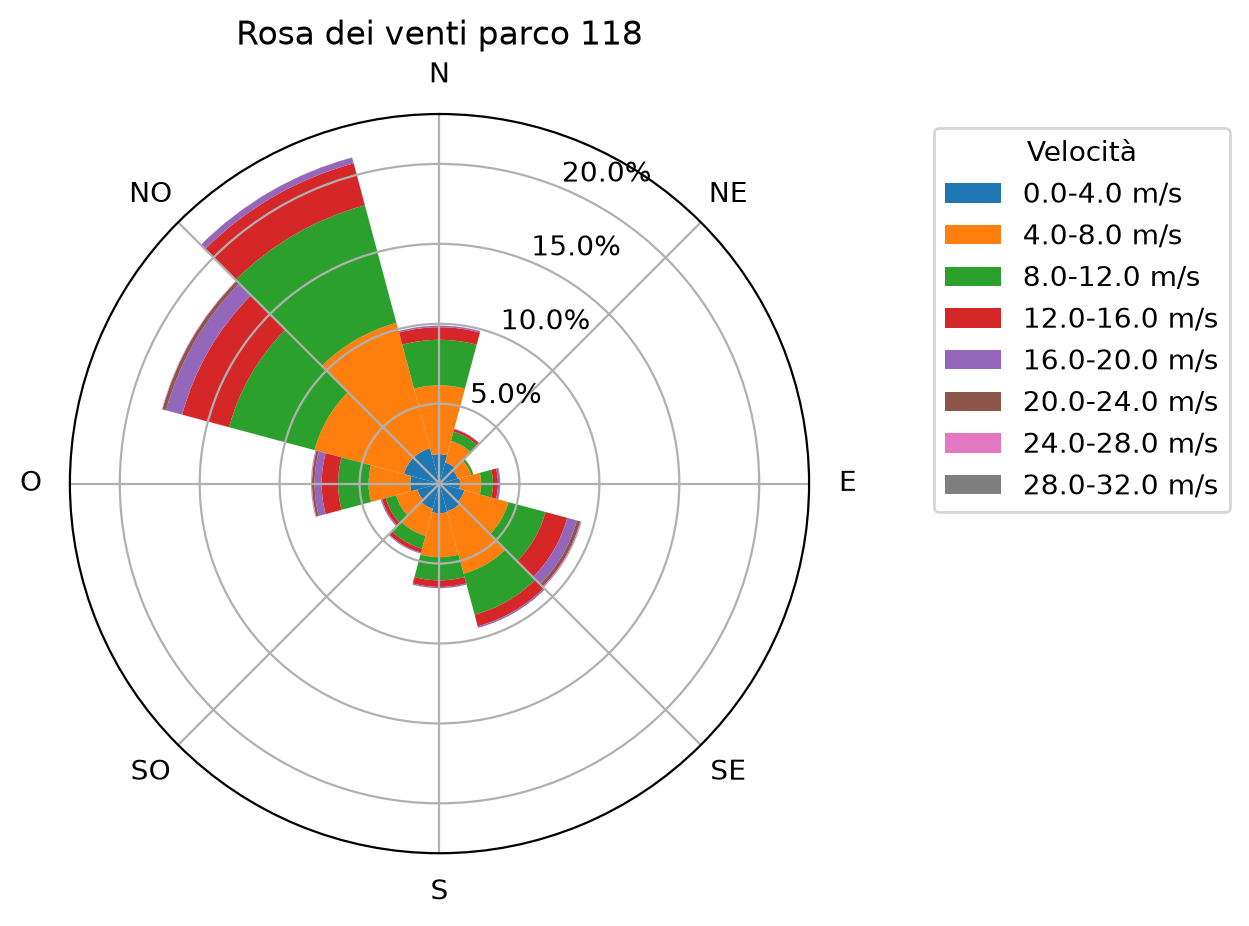 Rosa dei venti parco 118
N
NO
NE
O
E
SO
SE
S
20.0%
15.0%
10.0%
5.0%
Velocità
0.0-4.0 m/s
4.0-8.0 m/s
8.0-12.0 m/s
12.0-16.0 m/s
16.0-20.0 m/s
20.0-24.0 m/s
24.0-28.0 m/s
28.0-32.0 m/s